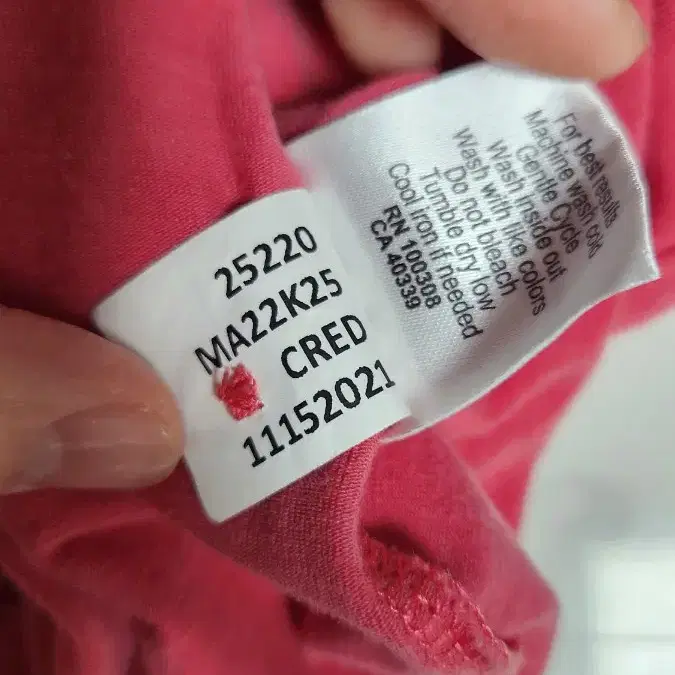 25220
MA22K25
CRED
11152021
For best results
Machine wash cold
Gentle Cycle
Wash inside out
Wash with like colors
Do not bleach
Tumble dry low
Cool iron if needed
RN 100308
CA 40339